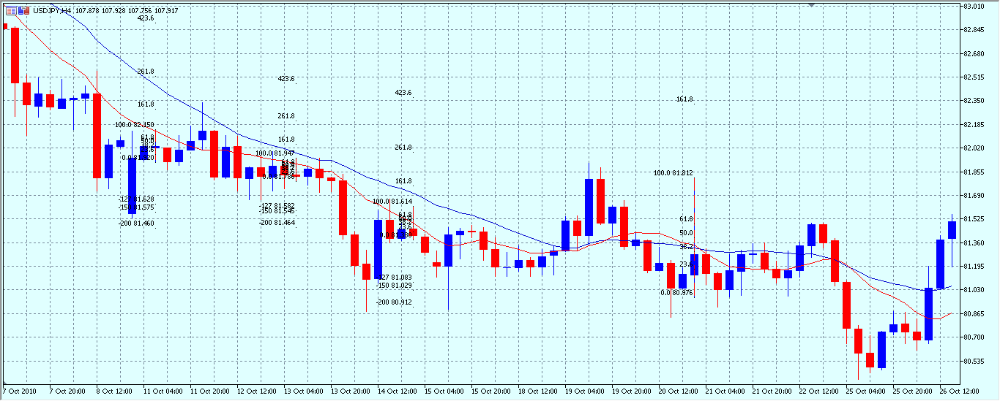 USDJPY,H4 107.878 107.928 107.756 107.917
83.010
82.845
82.680
82.515
82.350
82.185
82.020
81.855
81.690
81.525
81.360
81.195
81.030
80.865
80.700
80.535
423.6
261.8
161.8
100.0 82.150
61.8
50.0
-127 81.628
-150 81.575
-200 81.460
423.6
261.8
161.8
100.0 81.947
-127 81.582
-150 81.545
-200 81.464
423.6
261.8
161.8
100.0 81.614
61.8
23.6
-127 81.083
-150 81.029
-200 80.912
161.8
100.0 81.812
61.8
50.0
38.2
23.6
0.0 80.976
7 Oct 2010
7 Oct 20:00
8 Oct 12:00
11 Oct 04:00
11 Oct 20:00
12 Oct 12:00
13 Oct 04:00
13 Oct 20:00
14 Oct 12:00
15 Oct 04:00
15 Oct 20:00
18 Oct 12:00
19 Oct 04:00
19 Oct 20:00
20 Oct 12:00
21 Oct 04:00
21 Oct 20:00
22 Oct 12:00
25 Oct 04:00
25 Oct 20:00
26 Oct 12:00